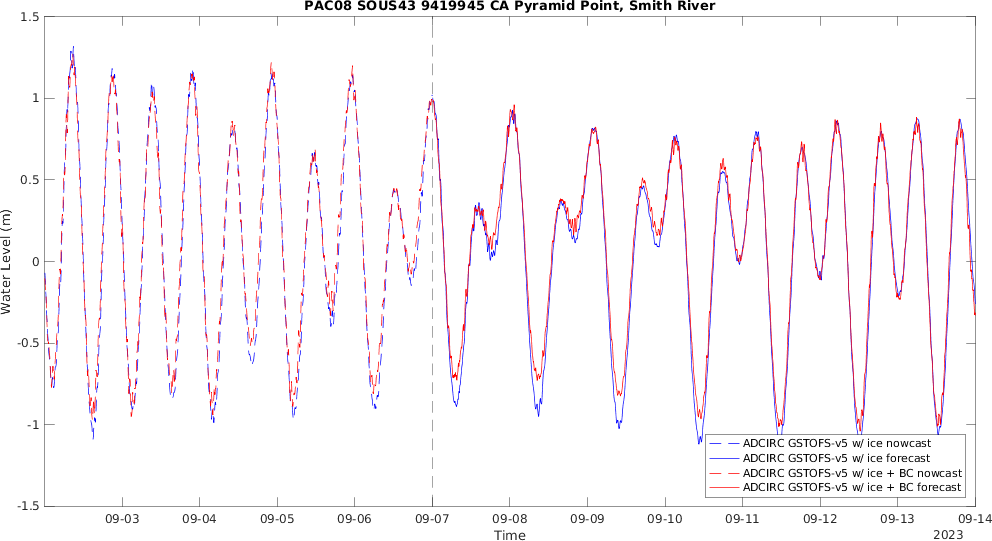 PAC08 SOUS43 9419945 CA Pyramid Point, Smith River
1.5
1
0.5
0
-0.5
-1
-1.5
Water Level (m)
09-03
09-04
09-05
09-06
09-07
09-08
09-09
09-10
09-11
09-12
09-13
09-14
Time
2023
ADCIRC GSTOFS-v5 w/ ice nowcast
ADCIRC GSTOFS-v5 w/ ice forecast
ADCIRC GSTOFS-v5 w/ ice + BC nowcast
ADCIRC GSTOFS-v5 w/ ice + BC forecast